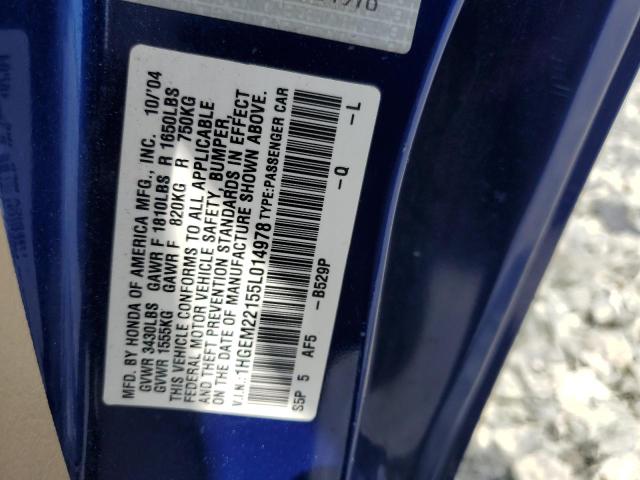 MFD. BY HONDA OF AMERICA MFG., INC. 10/'04
GVWR 3430LBS GAWR F 1810LBS R 1650LBS
GVWR 1555KG GAWR F 820KG R 750KG
THIS VEHICLE CONFORMS TO ALL APPLICABLE
FEDERAL MOTOR VEHICLE SAFETY, BUMPER,
AND THEFT PREVENTION STANDARDS IN EFFECT
ON THE DATE OF MANUFACTURE SHOWN ABOVE.
V.I.N.: 1HGEM22155L014978 TYPE:PASSENGER CAR
S5P 5 AF5 -B529P -Q -L